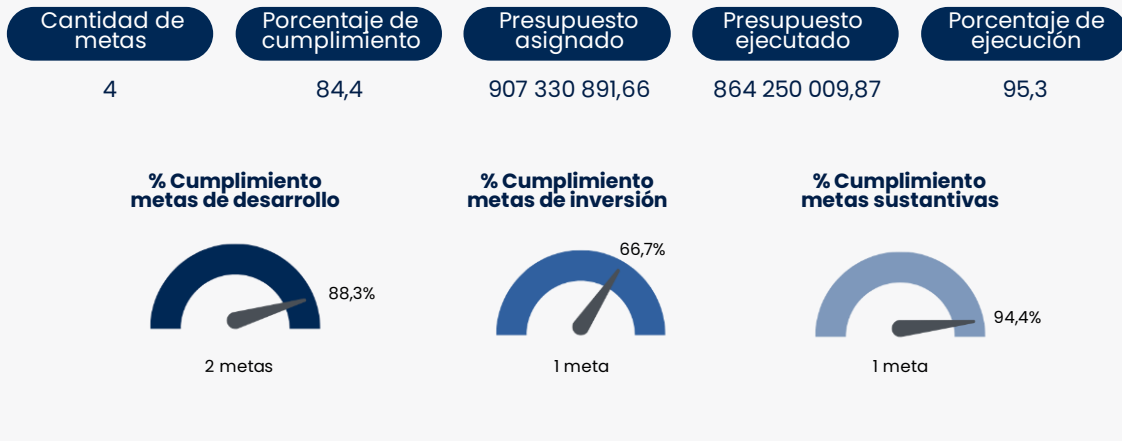 Cantidad de
metas
Porcentaje de
cumplimiento
Presupuesto
asignado
Presupuesto
ejecutado
Porcentaje de
ejecución
4
84,4
907 330 891,66
864 250 009,87
95,3
% Cumplimiento
metas de desarrollo
% Cumplimiento
metas de inversión
% Cumplimiento
metas sustantivas
88,3%
66,7%
94,4%
2 metas
1 meta
1 meta